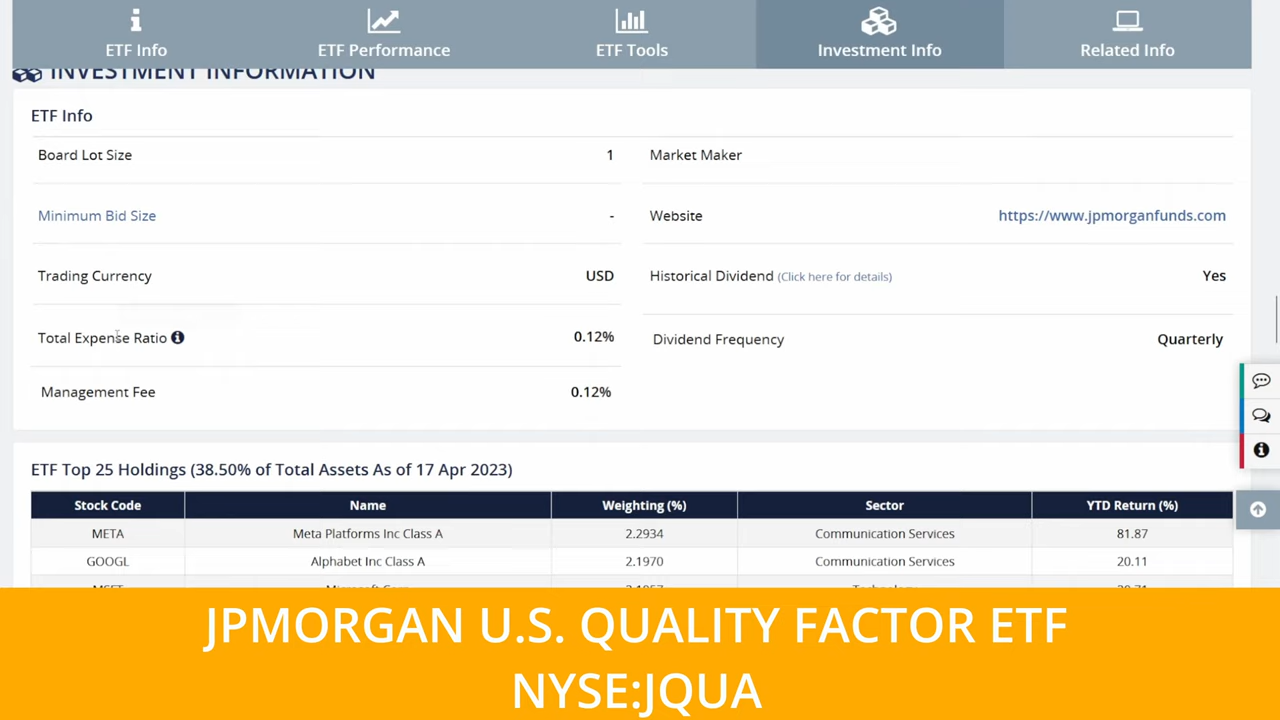 ETF Info
ETF Performance
ETF Tools
Investment Info
Related Info
INVESTMENT INFORMATION
ETF Info
Board Lot Size 1
Market Maker
Minimum Bid Size -
Website https://www.jpmorganfunds.com
Trading Currency USD
Historical Dividend (Click here for details) Yes
Total Expense Ratio 0.12%
Dividend Frequency Quarterly
Management Fee 0.12%
ETF Top 25 Holdings (38.50% of Total Assets As of 17 Apr 2023)
Stock Code Name Weighting (%) Sector YTD Return (%)
META Meta Platforms Inc Class A 2.2934 Communication Services 81.87
GOOGL Alphabet Inc Class A 2.1970 Communication Services 20.11
JPMORGAN U.S. QUALITY FACTOR ETF
NYSE:JQUA